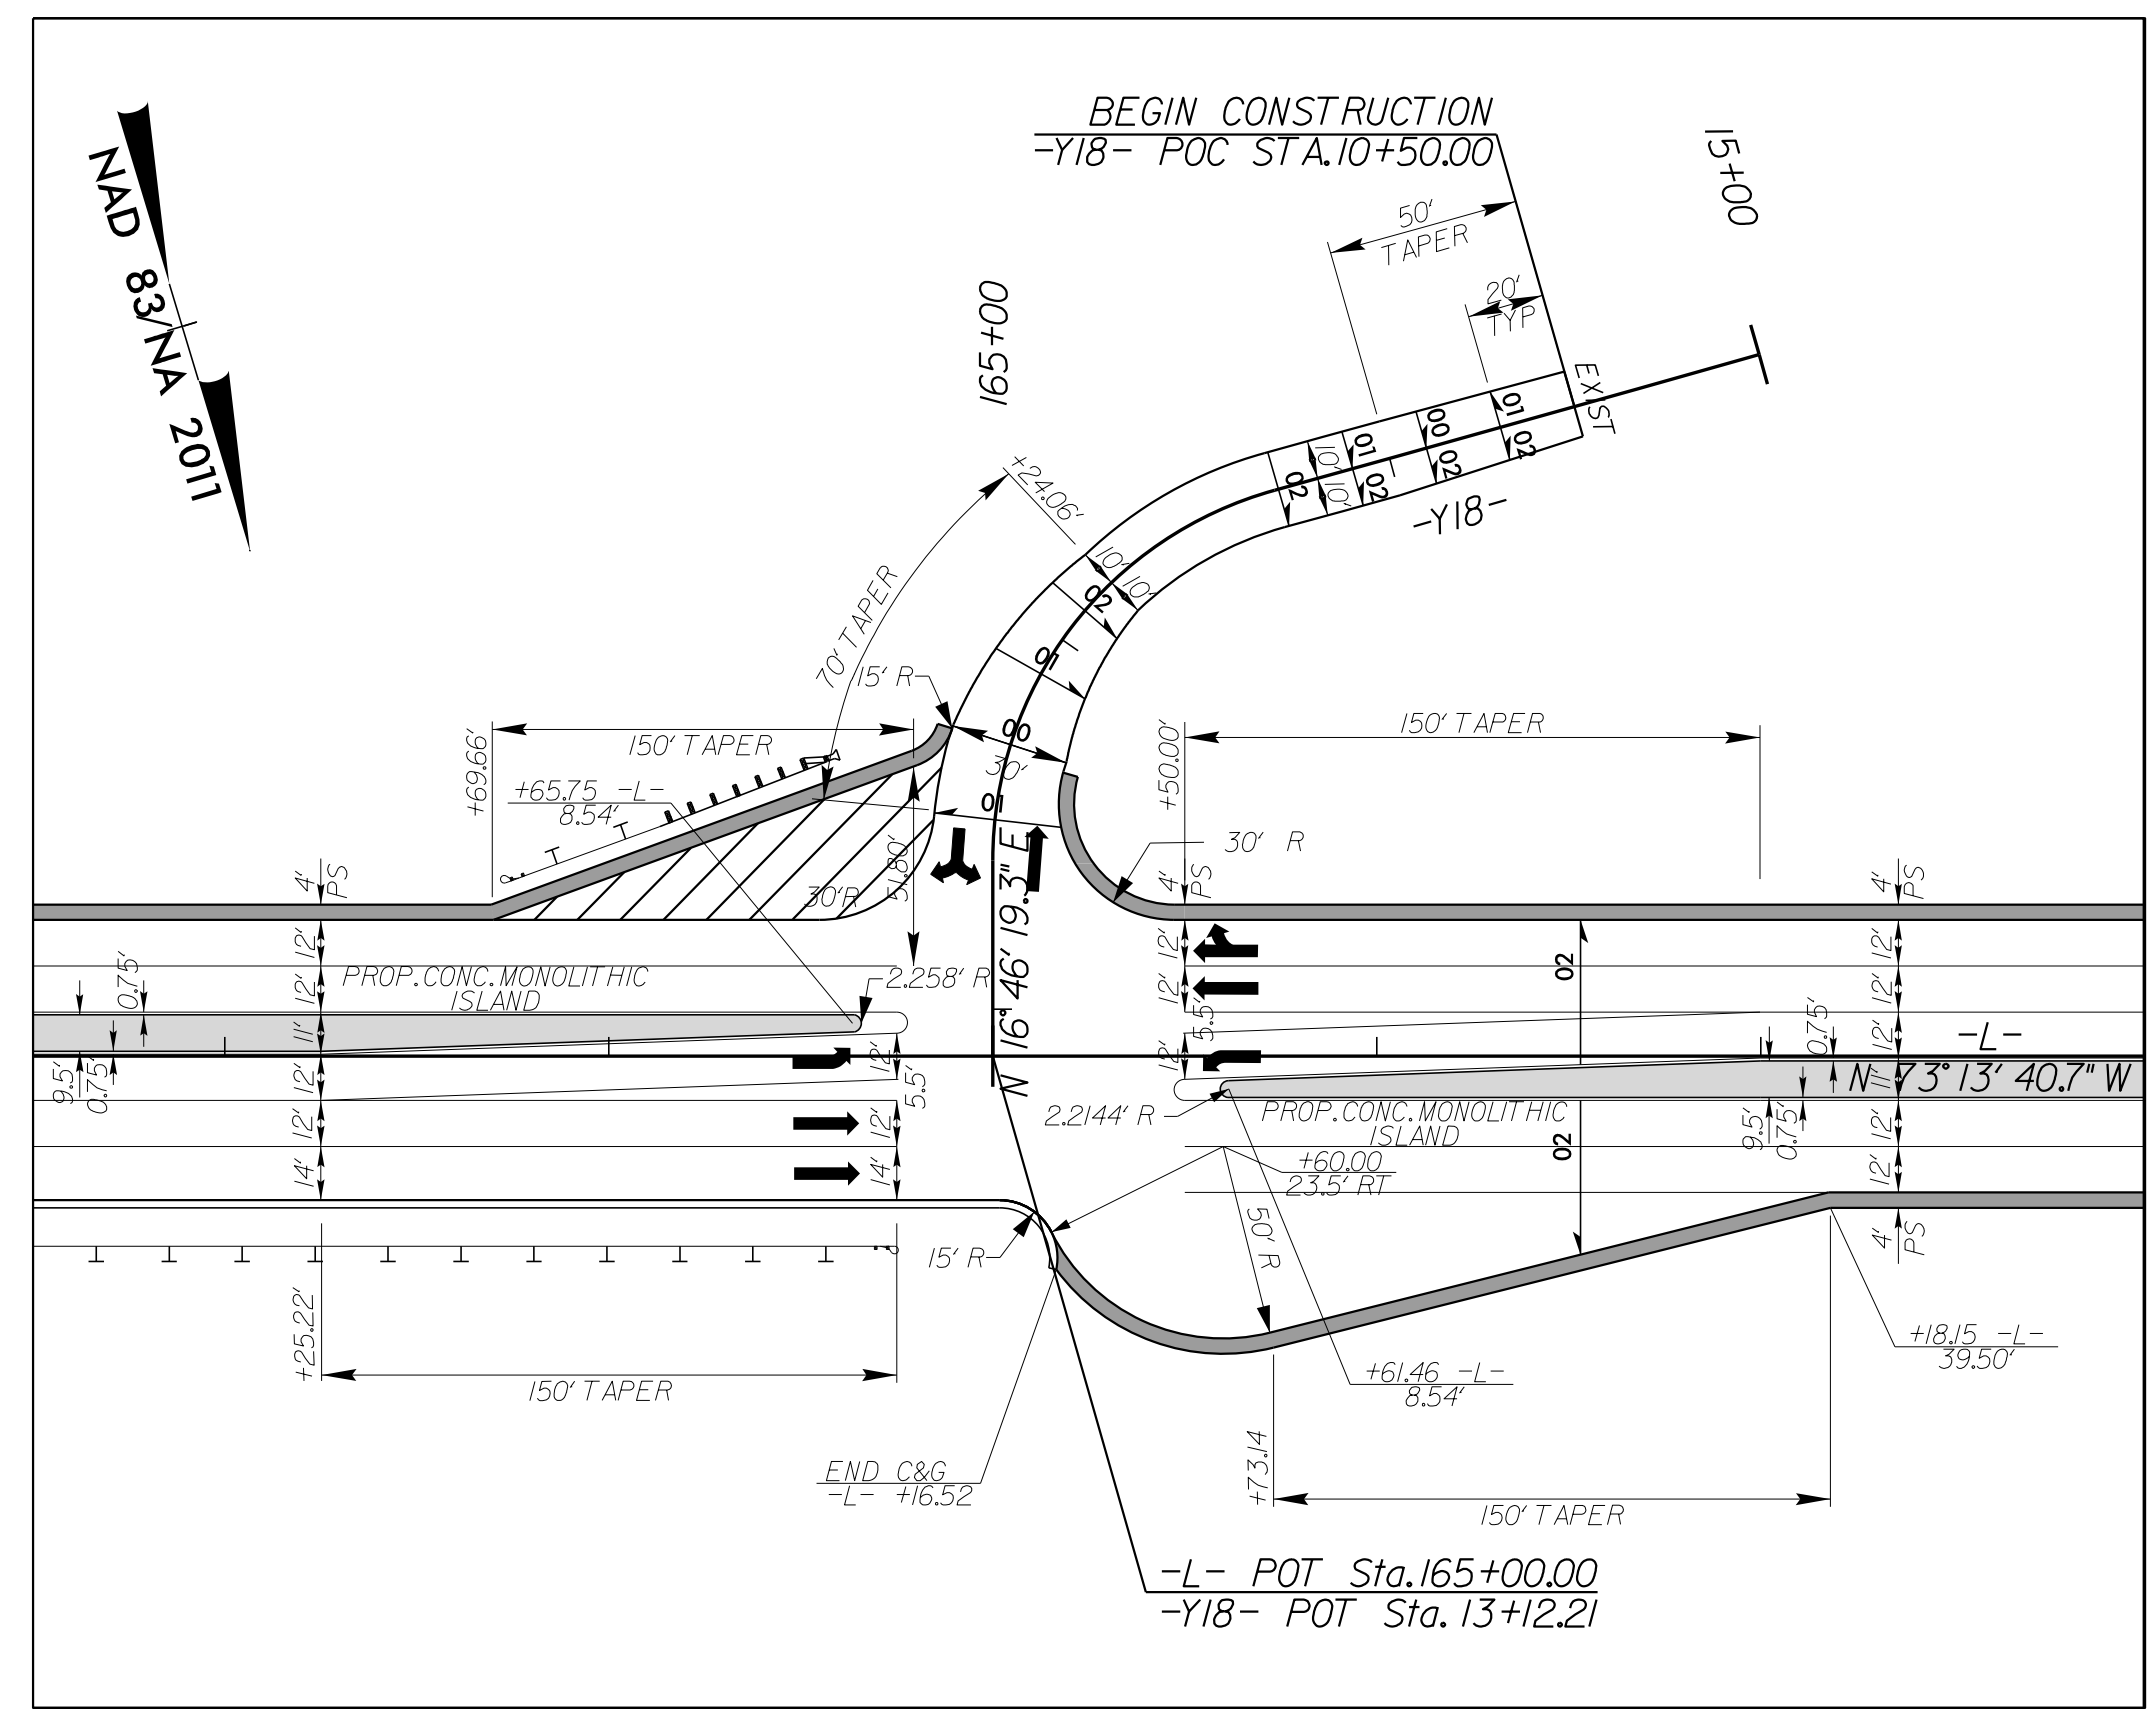 BEGIN CONSTRUCTION
-Y18- POC STA.10+50.00
15+00
NAD 83/NA 2011
50'
TAPER
20'
TYP
165+00
EXIST
01
02
00
02
01
02
10'
10'
02
-Y18-
+24.06'
10'
10'
02
01
70' TAPER
15' R
00
30'
01
150' TAPER
+69.66'
+65.75 -L-
8.54'
51.80'
30'R
150' TAPER
+50.00'
30' R
4'
PS
4'
PS
4'
PS
N 16° 46' 19.3" E
12'
12'
12'
02
0.75'
12'
PROP.CONC.MONOLITHIC
ISLAND
2.258' R
12'
12'
5.5'
0.75'
12'
-L-
11'
9.5'
0.75'
12'
12'
5.5'
12'
N 73° 13' 40.7" W
11'
12'
12'
2.2144' R
PROP.CONC.MONOLITHIC
ISLAND
9.5'
0.75'
12'
02
14'
14'
+60.00
23.5' RT
12'
50' R
15' R
4'
PS
+25.22'
150' TAPER
+18.15 -L-
39.50'
+61.46 -L-
8.54'
+73.14
END C&G
-L- +16.52
150' TAPER
-L- POT Sta.165+00.00
-Y18- POT Sta. 13+12.21